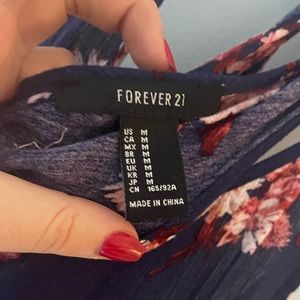 FOREVER 21
US M
CA M
MX M
BR M
EU M
UK M
KR M
JP M
CN 165/92A
MADE IN CHINA